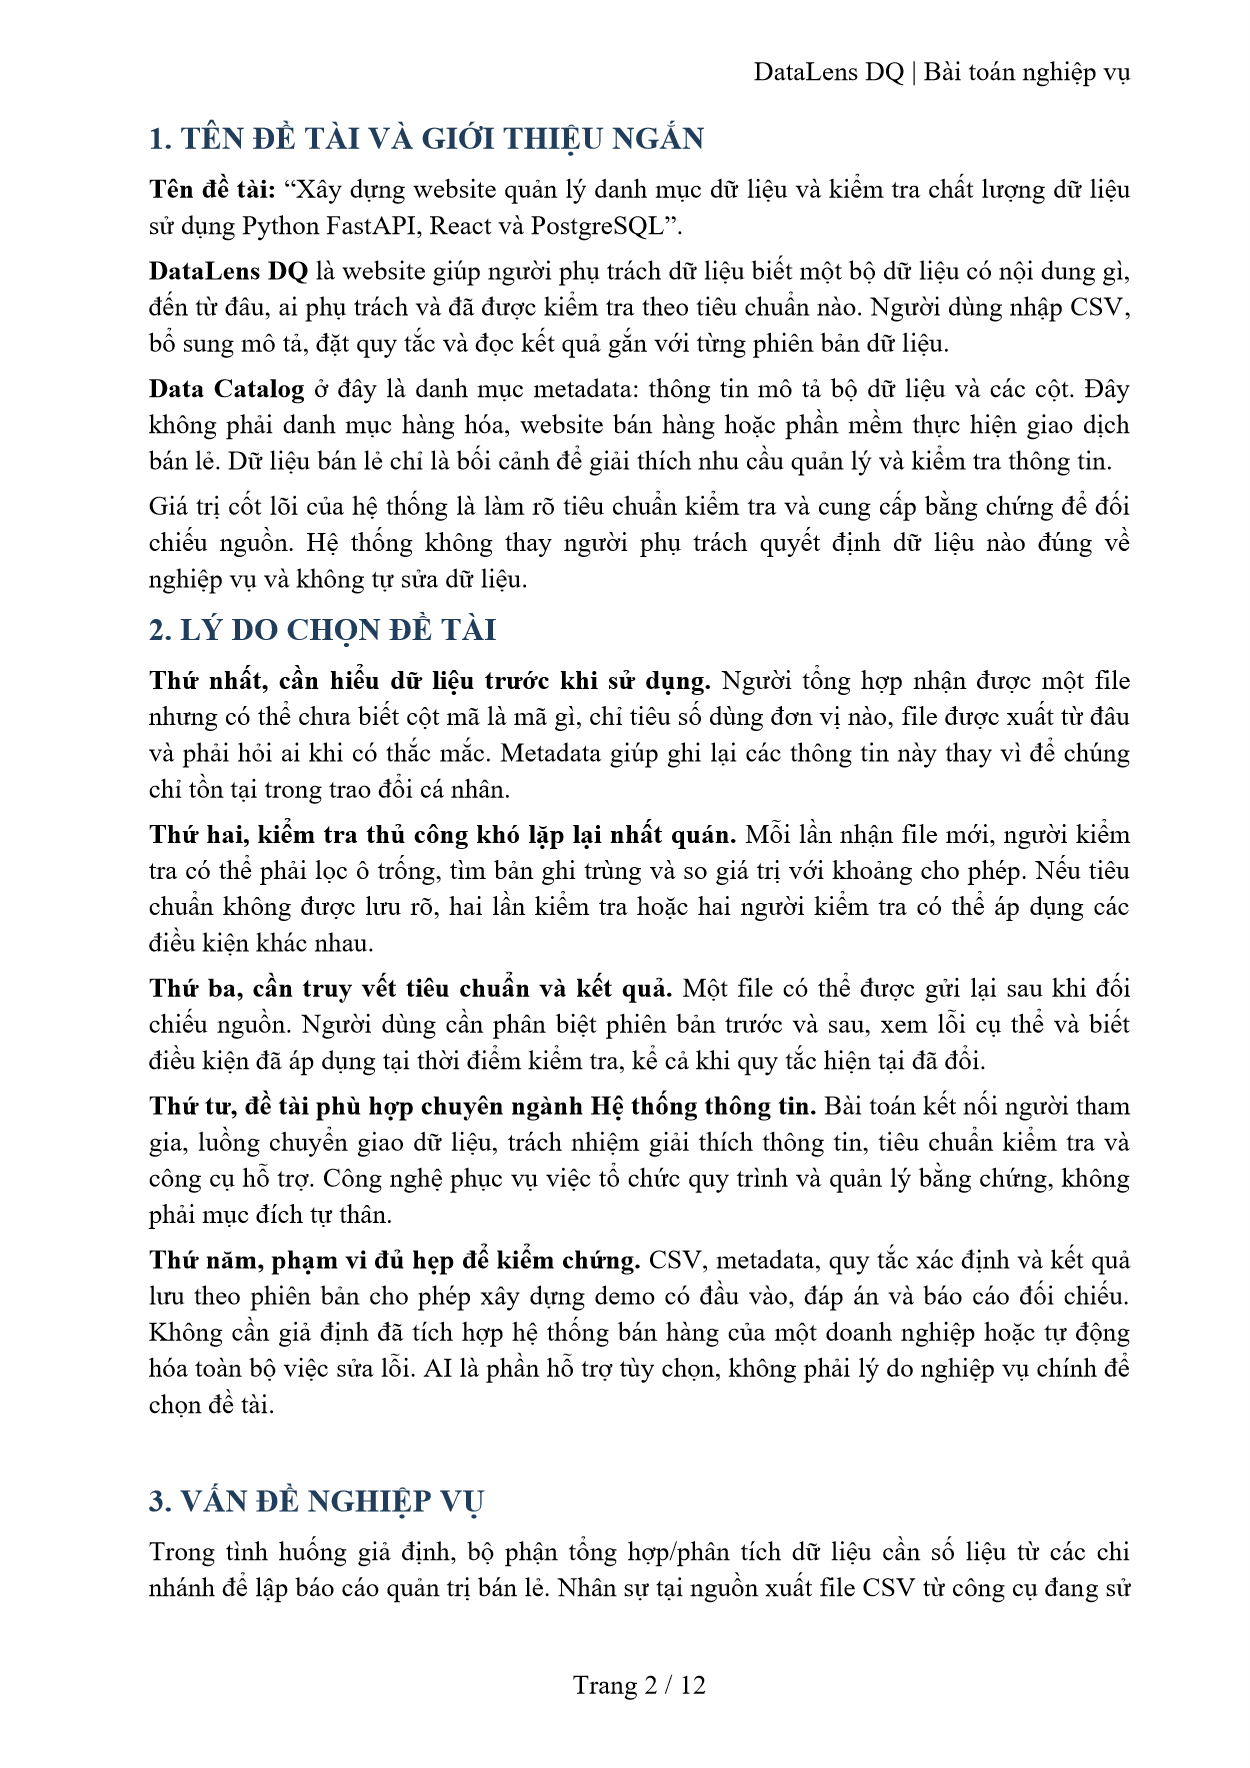 DataLens DQ | Bài toán nghiệp vụ
1. TÊN ĐỀ TÀI VÀ GIỚI THIỆU NGẮN
Tên đề tài: “Xây dựng website quản lý danh mục dữ liệu và kiểm tra chất lượng dữ liệu
sử dụng Python FastAPI, React và PostgreSQL”.
DataLens DQ là website giúp người phụ trách dữ liệu biết một bộ dữ liệu có nội dung gì,
đến từ đâu, ai phụ trách và đã được kiểm tra theo tiêu chuẩn nào. Người dùng nhập CSV,
bổ sung mô tả, đặt quy tắc và đọc kết quả gắn với từng phiên bản dữ liệu.
Data Catalog ở đây là danh mục metadata: thông tin mô tả bộ dữ liệu và các cột. Đây
không phải danh mục hàng hóa, website bán hàng hoặc phần mềm thực hiện giao dịch
bán lẻ. Dữ liệu bán lẻ chỉ là bối cảnh để giải thích nhu cầu quản lý và kiểm tra thông tin.
Giá trị cốt lõi của hệ thống là làm rõ tiêu chuẩn kiểm tra và cung cấp bằng chứng để đối
chiếu nguồn. Hệ thống không thay người phụ trách quyết định dữ liệu nào đúng về
nghiệp vụ và không tự sửa dữ liệu.
2. LÝ DO CHỌN ĐỀ TÀI
Thứ nhất, cần hiểu dữ liệu trước khi sử dụng. Người tổng hợp nhận được một file
nhưng có thể chưa biết cột mã là mã gì, chỉ tiêu số dùng đơn vị nào, file được xuất từ đâu
và phải hỏi ai khi có thắc mắc. Metadata giúp ghi lại các thông tin này thay vì để chúng
chỉ tồn tại trong trao đổi cá nhân.
Thứ hai, kiểm tra thủ công khó lặp lại nhất quán. Mỗi lần nhận file mới, người kiểm
tra có thể phải lọc ô trống, tìm bản ghi trùng và so giá trị với khoảng cho phép. Nếu tiêu
chuẩn không được lưu rõ, hai lần kiểm tra hoặc hai người kiểm tra có thể áp dụng các
điều kiện khác nhau.
Thứ ba, cần truy vết tiêu chuẩn và kết quả. Một file có thể được gửi lại sau khi đối
chiếu nguồn. Người dùng cần phân biệt phiên bản trước và sau, xem lỗi cụ thể và biết
điều kiện đã áp dụng tại thời điểm kiểm tra, kể cả khi quy tắc hiện tại đã đổi.
Thứ tư, đề tài phù hợp chuyên ngành Hệ thống thông tin. Bài toán kết nối người tham
gia, luồng chuyển giao dữ liệu, trách nhiệm giải thích thông tin, tiêu chuẩn kiểm tra và
công cụ hỗ trợ. Công nghệ phục vụ việc tổ chức quy trình và quản lý bằng chứng, không
phải mục đích tự thân.
Thứ năm, phạm vi đủ hẹp để kiểm chứng. CSV, metadata, quy tắc xác định và kết quả
lưu theo phiên bản cho phép xây dựng demo có đầu vào, đáp án và báo cáo đối chiếu.
Không cần giả định đã tích hợp hệ thống bán hàng của một doanh nghiệp hoặc tự động
hóa toàn bộ việc sửa lỗi. AI là phần hỗ trợ tùy chọn, không phải lý do nghiệp vụ chính để
chọn đề tài.
3. VẤN ĐỀ NGHIỆP VỤ
Trong tình huống giả định, bộ phận tổng hợp/phân tích dữ liệu cần số liệu từ các chi
nhánh để lập báo cáo quản trị bán lẻ. Nhân sự tại nguồn xuất file CSV từ công cụ đang sử
Trang 2 / 12